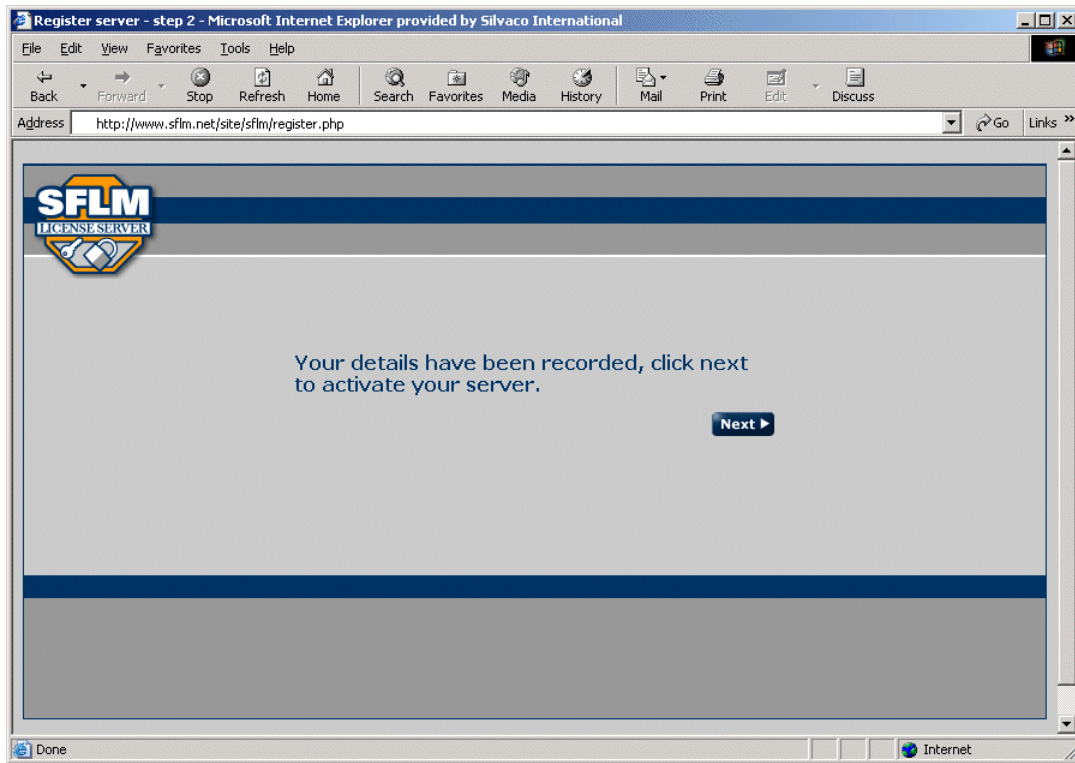 Register server - step 2 - Microsoft Internet Explorer provided by Silvaco International
File Edit View Favorites Tools Help
Back Forward Stop Refresh Home Search Favorites Media History Mail Print Edit Discuss
Address http://www.sflm.net/site/sflm/register.php Go Links »
SFLM
LICENSE SERVER
Your details have been recorded, click next
to activate your server.
Next
Done Internet